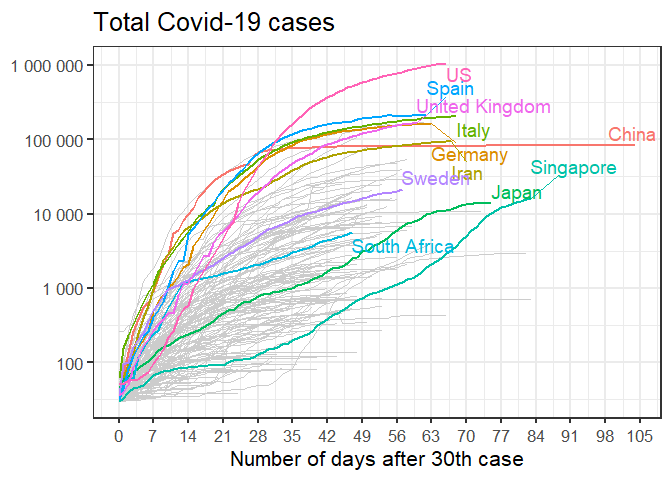 Total Covid-19 cases
1 000 000
100 000
10 000
1 000
100
US
Spain
United Kingdom
Italy
China
Germany
Iran
Singapore
Sweden
Japan
South Africa
0 7 14 21 28 35 42 49 56 63 70 77 84 91 98 105
Number of days after 30th case